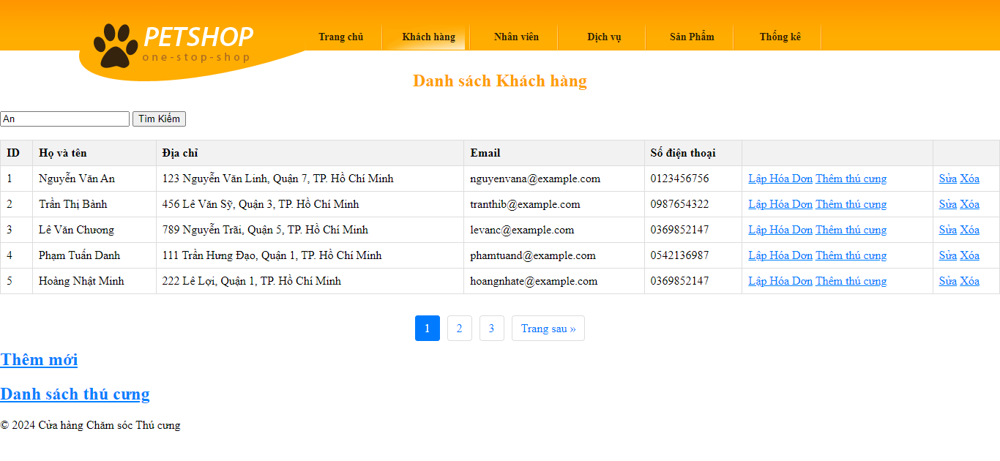 PETSHOP
one-stop-shop
Trang chủ Khách hàng Nhân viên Dịch vụ Sản Phẩm Thống kê
Danh sách Khách hàng
An Tìm Kiếm
ID Họ và tên Địa chỉ Email Số điện thoại
1 Nguyễn Văn An 123 Nguyễn Văn Linh, Quận 7, TP. Hồ Chí Minh nguyenvana@example.com 0123456756 Lập Hóa Dơn Thêm thú cưng Sửa Xóa
2 Trần Thị Bành 456 Lê Văn Sỹ, Quận 3, TP. Hồ Chí Minh tranthib@example.com 0987654322 Lập Hóa Dơn Thêm thú cưng Sửa Xóa
3 Lê Văn Chương 789 Nguyễn Trãi, Quận 5, TP. Hồ Chí Minh levanc@example.com 0369852147 Lập Hóa Dơn Thêm thú cưng Sửa Xóa
4 Phạm Tuấn Danh 111 Trần Hưng Đạo, Quận 1, TP. Hồ Chí Minh phamtuand@example.com 0542136987 Lập Hóa Dơn Thêm thú cưng Sửa Xóa
5 Hoàng Nhật Minh 222 Lê Lợi, Quận 1, TP. Hồ Chí Minh hoangnhate@example.com 0369852147 Lập Hóa Dơn Thêm thú cưng Sửa Xóa
1 2 3 Trang sau »
Thêm mới
Danh sách thú cưng
© 2024 Cửa hàng Chăm sóc Thú cưng